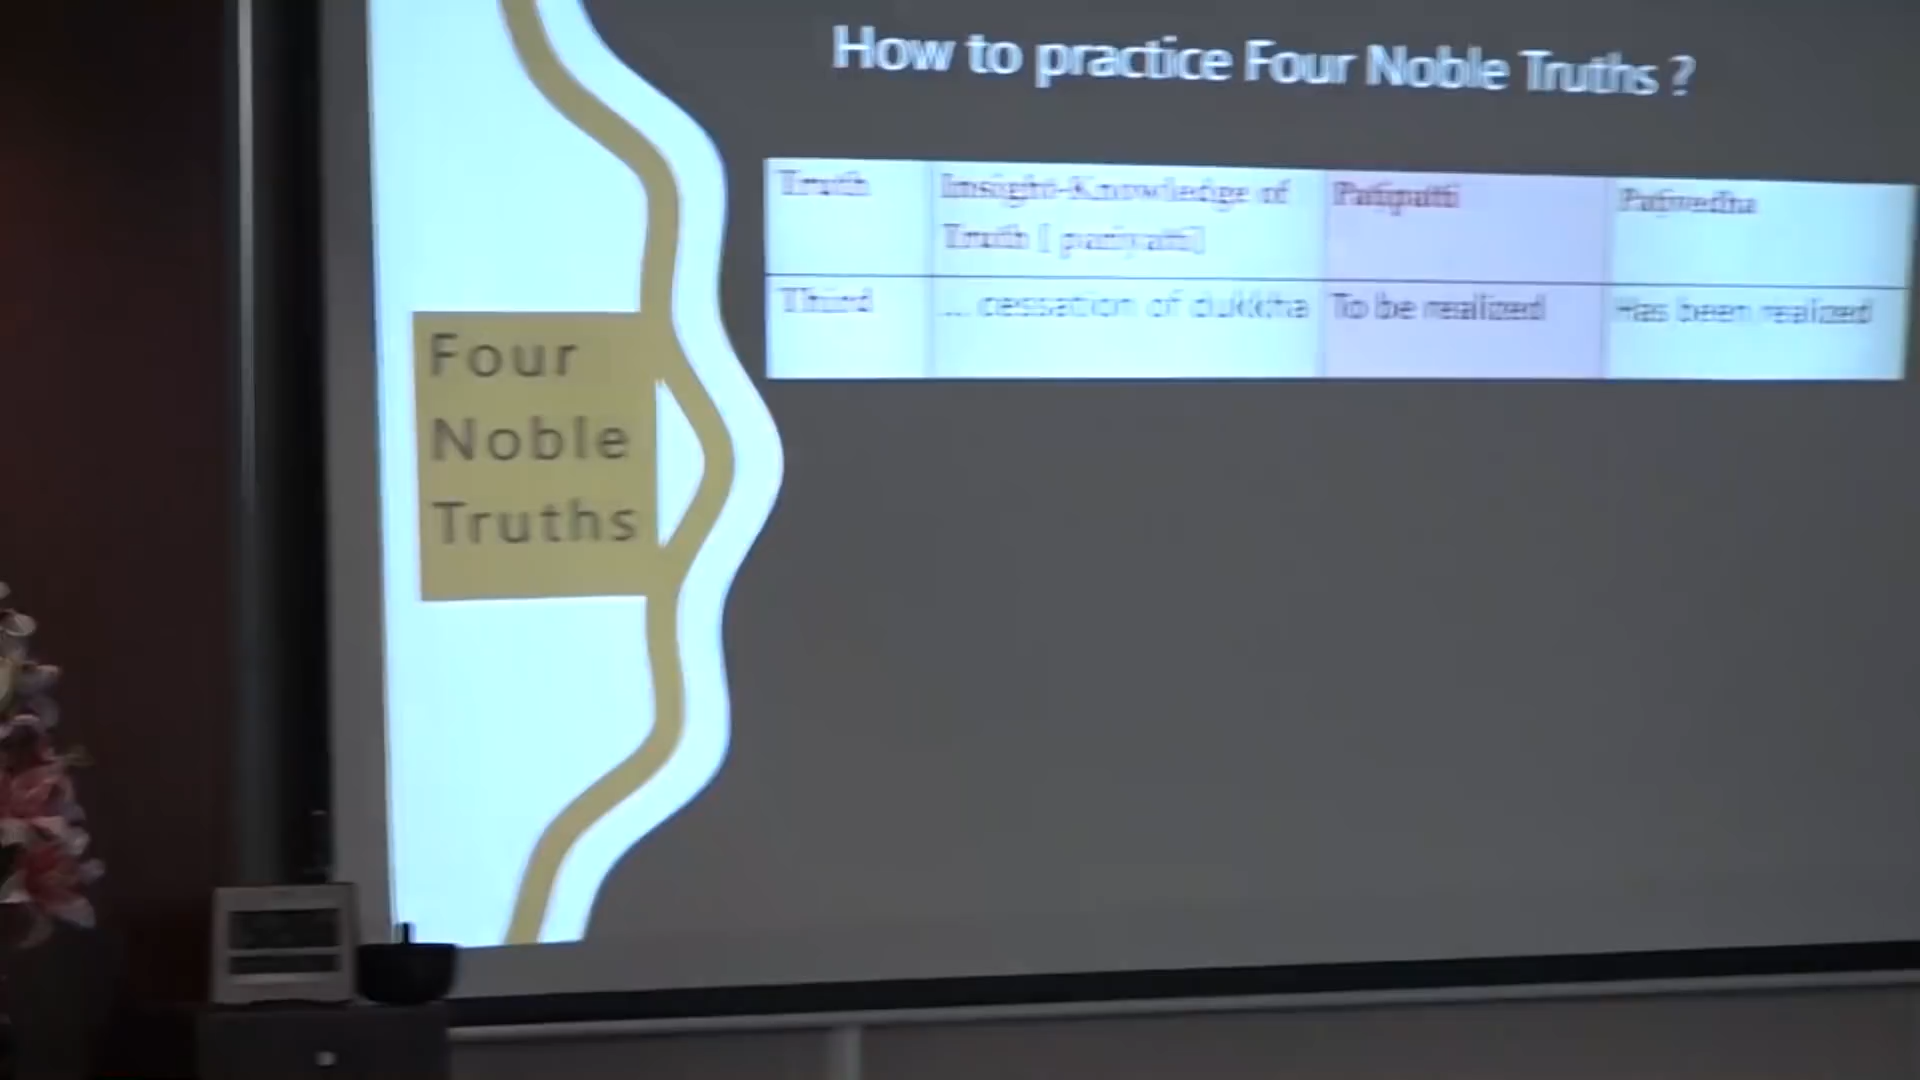 How to practice Four Noble Truths ?
Truth
Insight-Knowledge of
Truth [ pariyatti]
Patipatti
Pativedha
Third
... cessation of dukkha
To be realized
Has been realized
Four
Noble
Truths